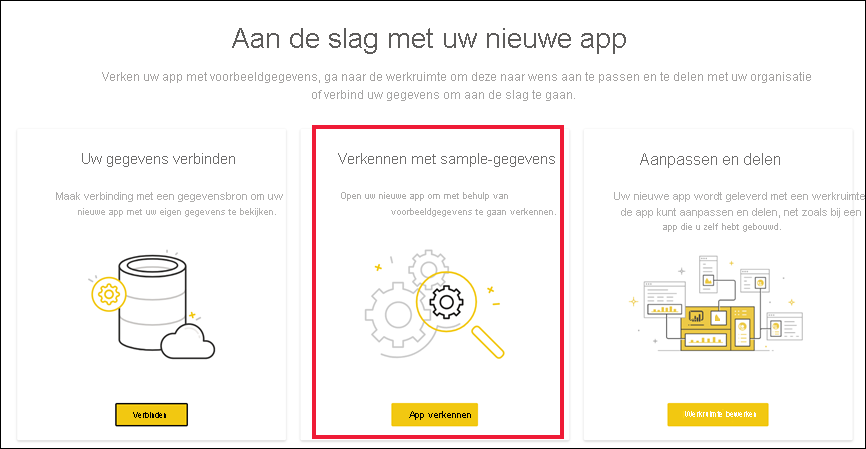 Aan de slag met uw nieuwe app
Verken uw app met voorbeeldgegevens, ga naar de werkruimte om deze naar wens aan te passen en te delen met uw organisatie
of verbind uw gegevens om aan de slag te gaan.
Uw gegevens verbinden
Maak verbinding met een gegevensbron om uw
nieuwe app met uw eigen gegevens te bekijken.
Verbinden
Verkennen met sample-gegevens
Open uw nieuwe app om met behulp van
voorbeeldgegevens te gaan verkennen.
App verkennen
Aanpassen en delen
Uw nieuwe app wordt geleverd met een werkruimte
de app kunt aanpassen en delen, net zoals bij een
app die u zelf hebt gebouwd.
Werkruimte bewerken